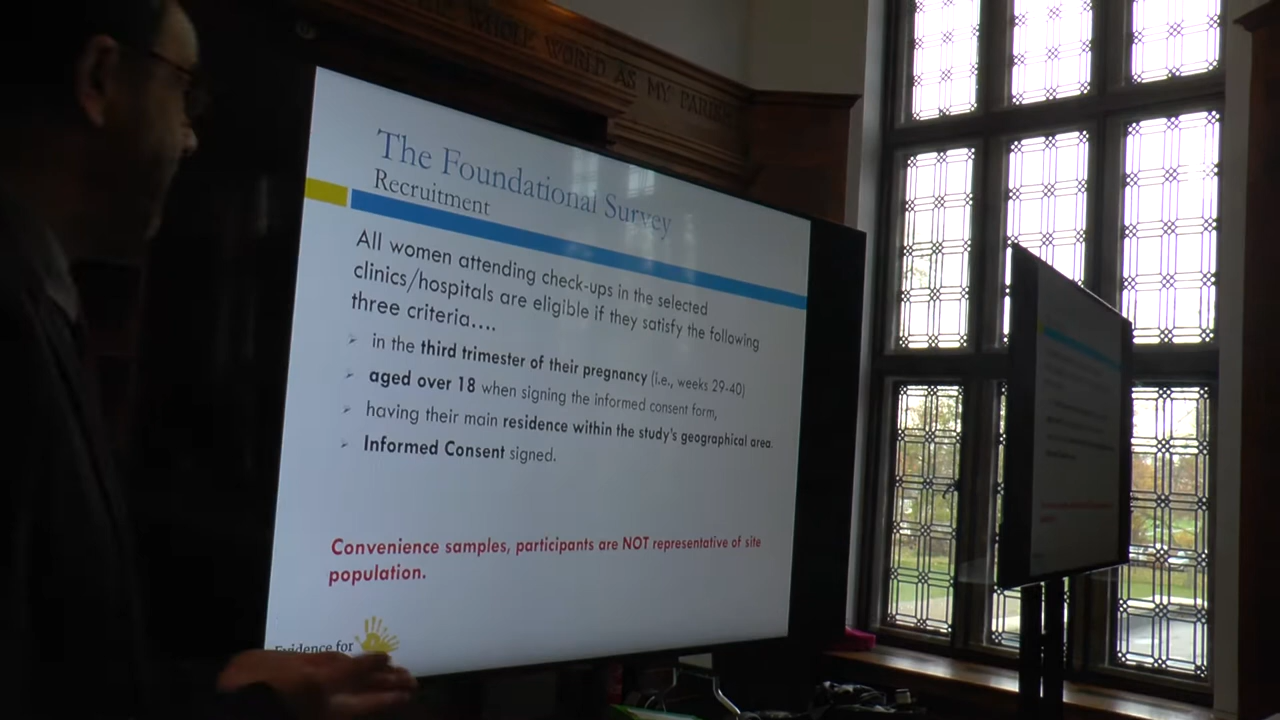 WHOLE WORLD AS MY PARISH
The Foundational Survey
Recruitment
All women attending check-ups in the selected
clinics/hospitals are eligible if they satisfy the following
three criteria....
in the third trimester of their pregnancy (i.e., weeks 29-40)
aged over 18 when signing the informed consent form,
having their main residence within the study's geographical area.
Informed Consent signed.
Convenience samples, participants are NOT representative of site
population.
Evidence for